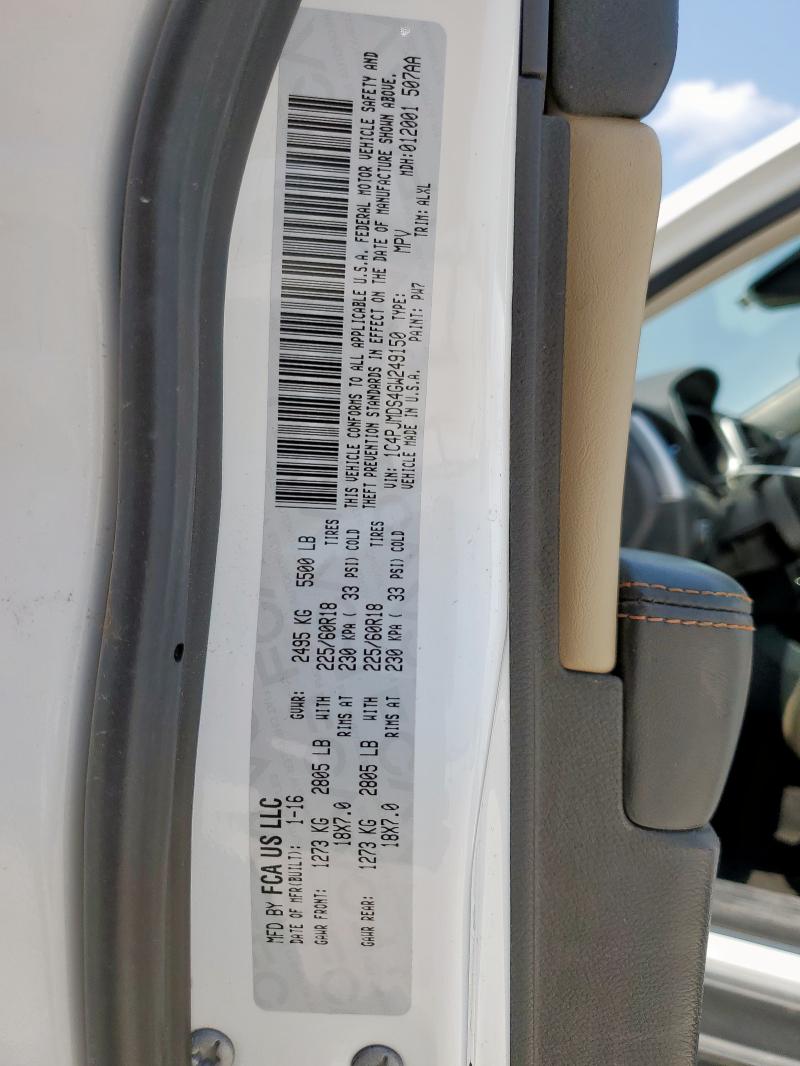 MFD BY FCA US LLC
DATE OF MFR(BUILT): 1-16 GVWR: 2495 KG 5500 LB
GAWR FRONT: 1273 KG 2805 LB WITH 225/60R18 TIRES
18X7.0 RIMS AT 230 KPA ( 33 PSI) COLD
GAWR REAR: 1273 KG 2805 LB WITH 225/60R18 TIRES
18X7.0 RIMS AT 230 KPA ( 33 PSI) COLD
THIS VEHICLE CONFORMS TO ALL APPLICABLE U.S.A. FEDERAL MOTOR VEHICLE SAFETY AND
THEFT PREVENTION STANDARDS IN EFFECT ON THE DATE OF MANUFACTURE SHOWN ABOVE.
VIN: 1C4PJMDS4GW249150 TYPE: MPV MDH:012001 507AA
VEHICLE MADE IN U.S.A. PAINT: PW7 TRIM: ALXL